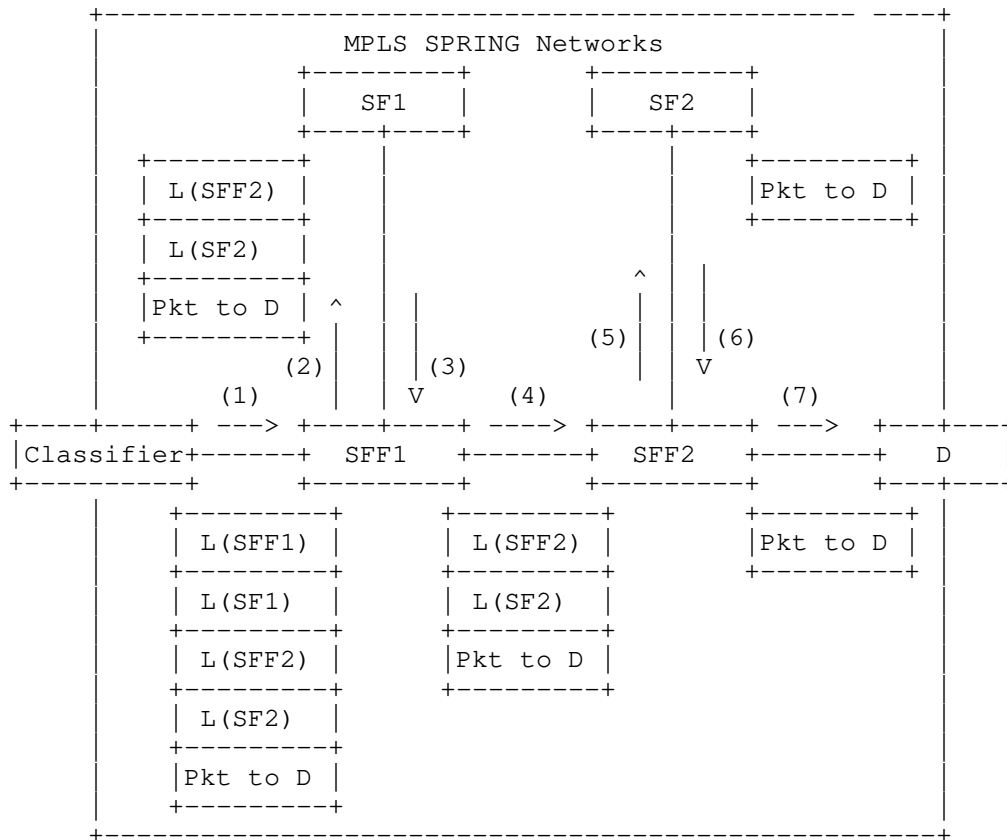 MPLS SPRING Networks
SF1 SF2
L(SFF2) Pkt to D
L(SF2)
Pkt to D
(5) (6)
(2) (3)
(1) (4) (7)
Classifier SFF1 SFF2 D
L(SFF1) L(SFF2) Pkt to D
L(SF1) L(SF2)
L(SFF2) Pkt to D
L(SF2)
Pkt to D